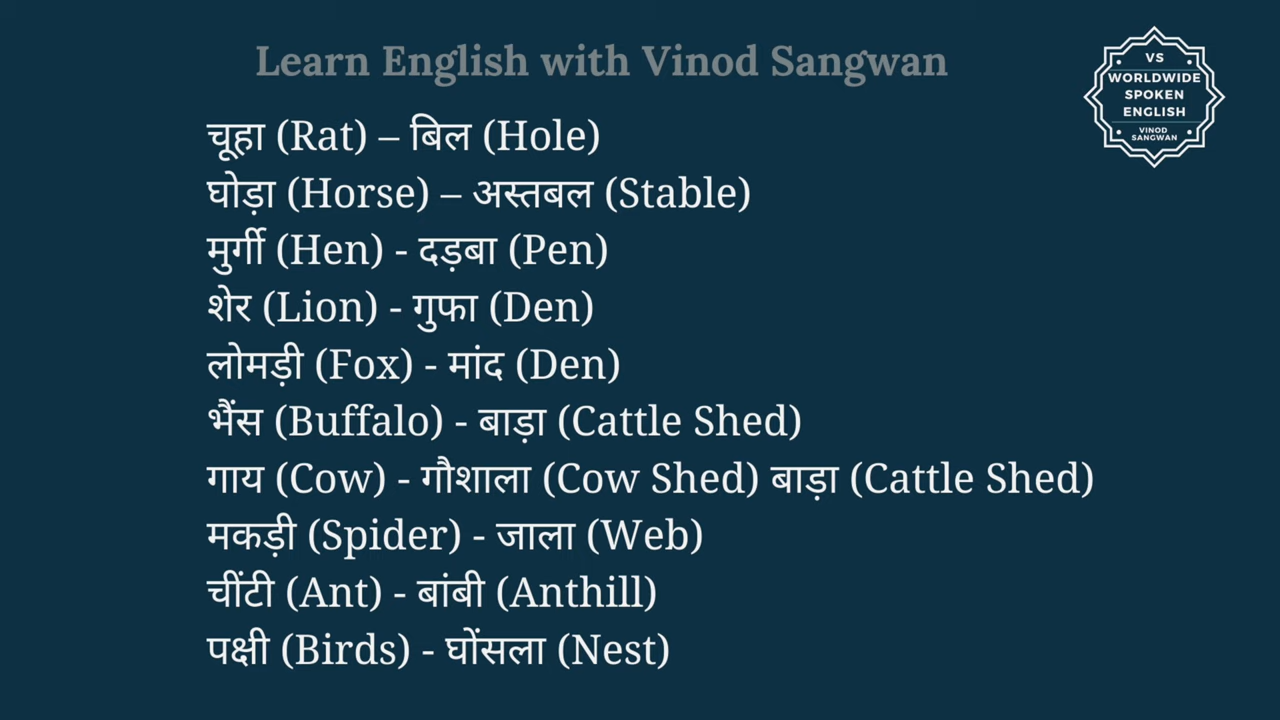 Learn English with Vinod Sangwan
VS
WORLDWIDE
SPOKEN
ENGLISH
VINOD
SANGWAN
चूहा (Rat) – बिल (Hole)
घोड़ा (Horse) – अस्तबल (Stable)
मुर्गी (Hen) - दड़बा (Pen)
शेर (Lion) - गुफा (Den)
लोमड़ी (Fox) - मांद (Den)
भैंस (Buffalo) - बाड़ा (Cattle Shed)
गाय (Cow) - गौशाला (Cow Shed) बाड़ा (Cattle Shed)
मकड़ी (Spider) - जाला (Web)
चींटी (Ant) - बांबी (Anthill)
पक्षी (Birds) - घोंसला (Nest)